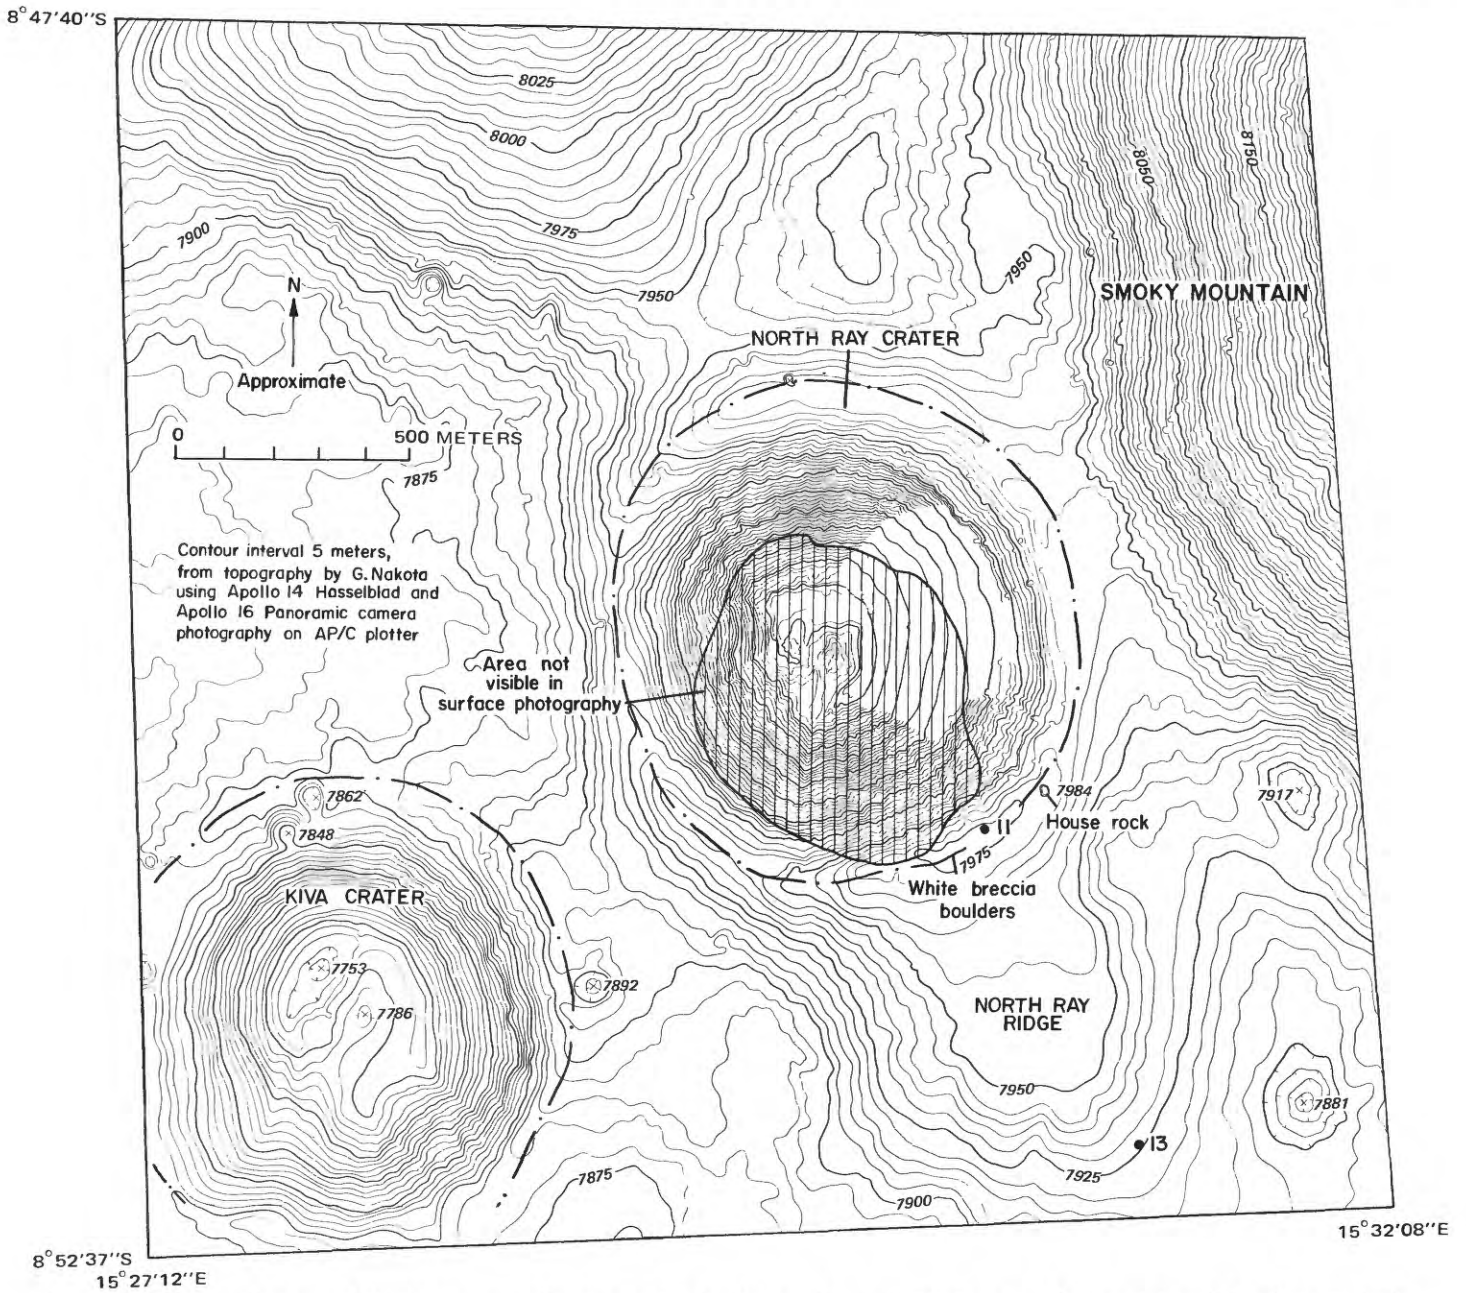 8°47'40''S
8025
8000
8050
8150
7975
7900
7950
7950
N
SMOKY MOUNTAIN
NORTH RAY CRATER
Approximate
0 500 METERS
7875
Contour interval 5 meters,
from topography by G. Nakota
using Apollo 14 Hasselblad and
Apollo 16 Panoramic camera
photography on AP/C plotter
Area not
visible in
surface photography
7862
7848
7984
7917
House rock
11
7975
White breccia
boulders
KIVA CRATER
7753
7786
7892
NORTH RAY
RIDGE
7950
7881
13
7925
7875
7900
8°52'37''S
15°27'12''E
15°32'08''E